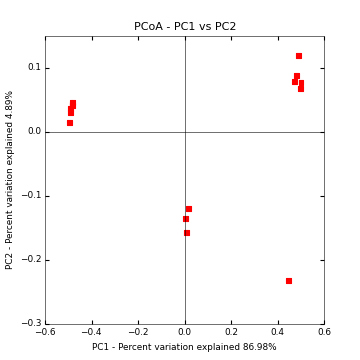 PCoA - PC1 vs PC2
0.1
0.0
−0.1
−0.2
−0.3
PC2 - Percent variation explained 4.89%
−0.6 −0.4 −0.2 0.0 0.2 0.4 0.6
PC1 - Percent variation explained 86.98%